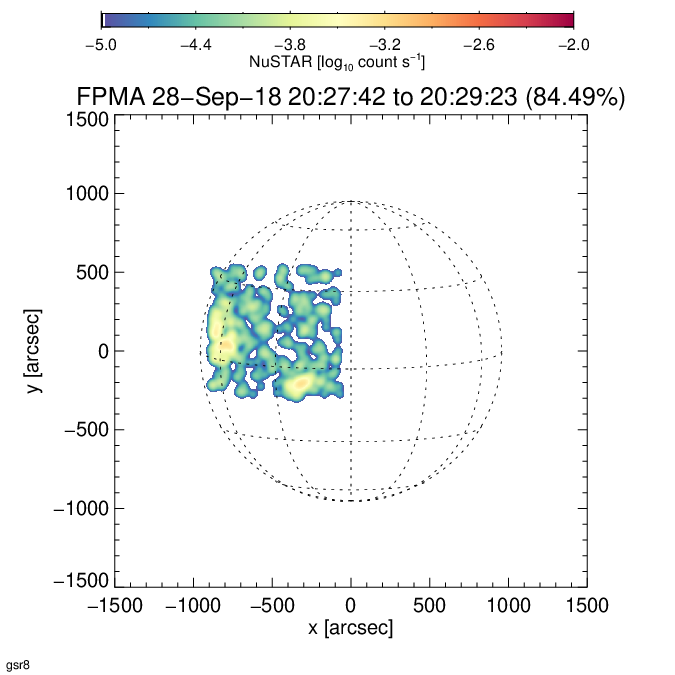 −5.0 −4.4 −3.8 −3.2 −2.6 −2.0
NuSTAR [log₁₀ count s⁻¹]
FPMA 28−Sep−18 20:27:42 to 20:29:23 (84.49%)
1500
1000
500
0
−500
−1000
−1500
y [arcsec]
−1500 −1000 −500 0 500 1000 1500
x [arcsec]
gsr8